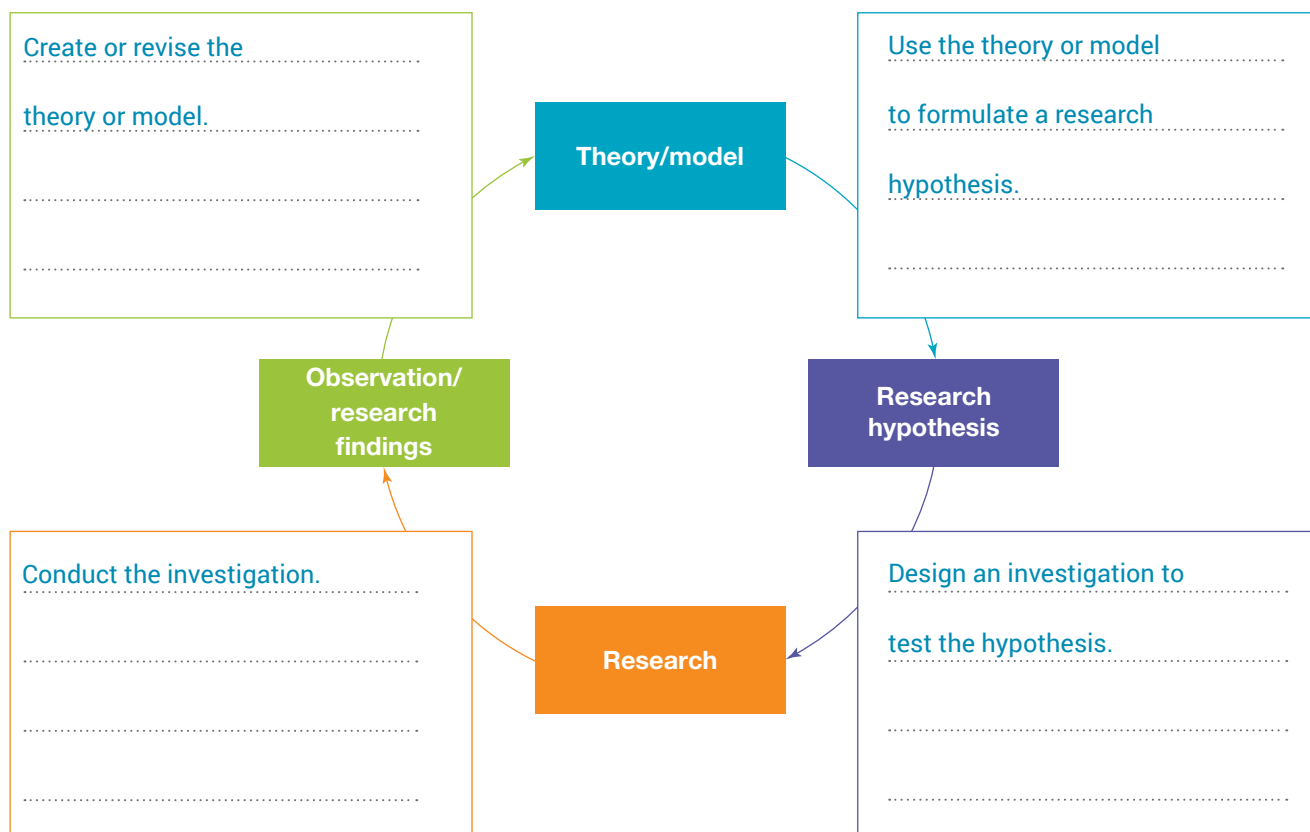 Create or revise the
theory or model.
Use the theory or model
to formulate a research
hypothesis.
Theory/model
Observation/
research
findings
Research
hypothesis
Conduct the investigation.
Design an investigation to
test the hypothesis.
Research